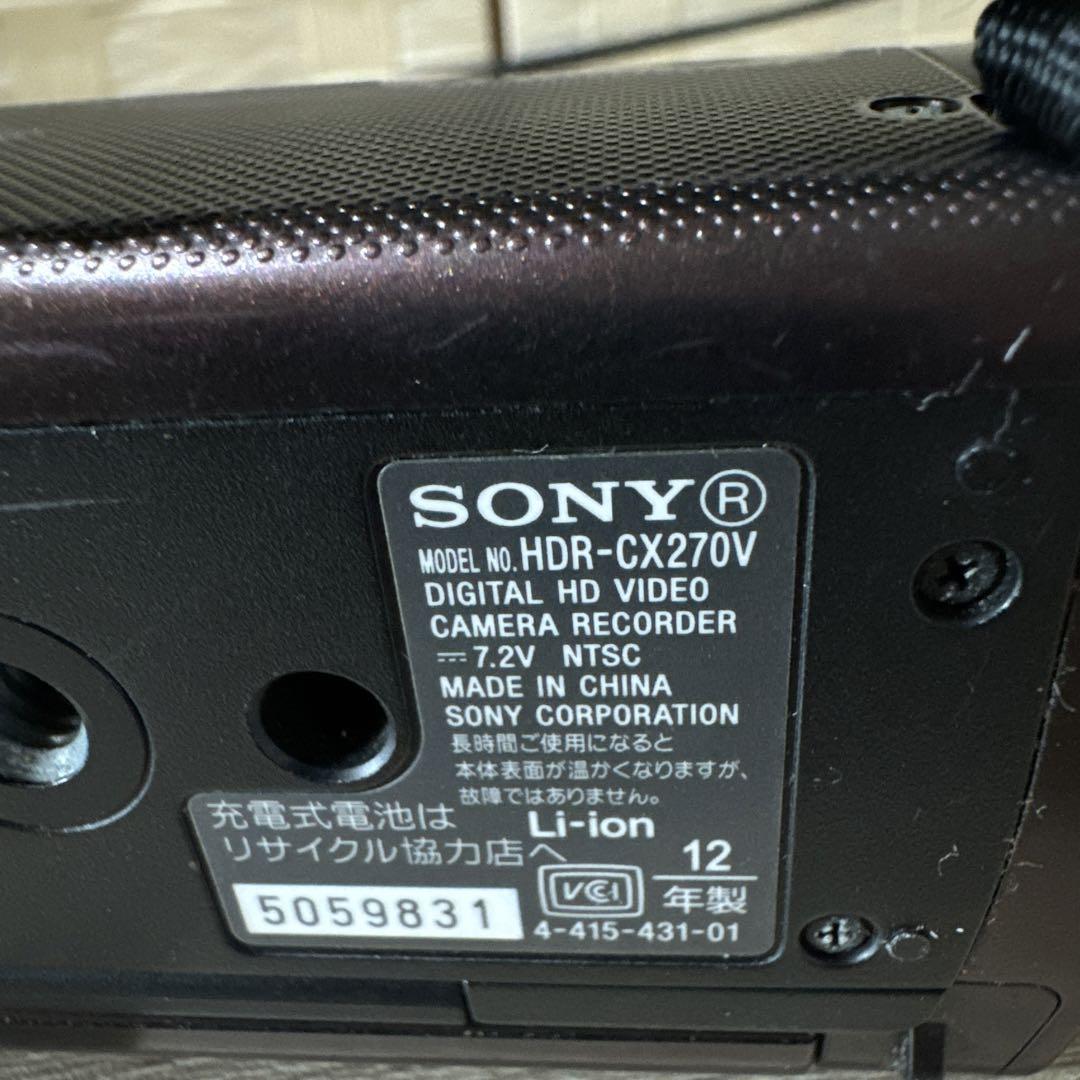 SONY®
MODEL NO. HDR-CX270V
DIGITAL HD VIDEO
CAMERA RECORDER
⎓ 7.2V NTSC
MADE IN CHINA
SONY CORPORATION
長時間ご使用になると
本体表面が温かくなりますが、
故障ではありません。
充電式電池は Li-ion
リサイクル協力店へ
12
年製
VCCI
5059831
4-415-431-01